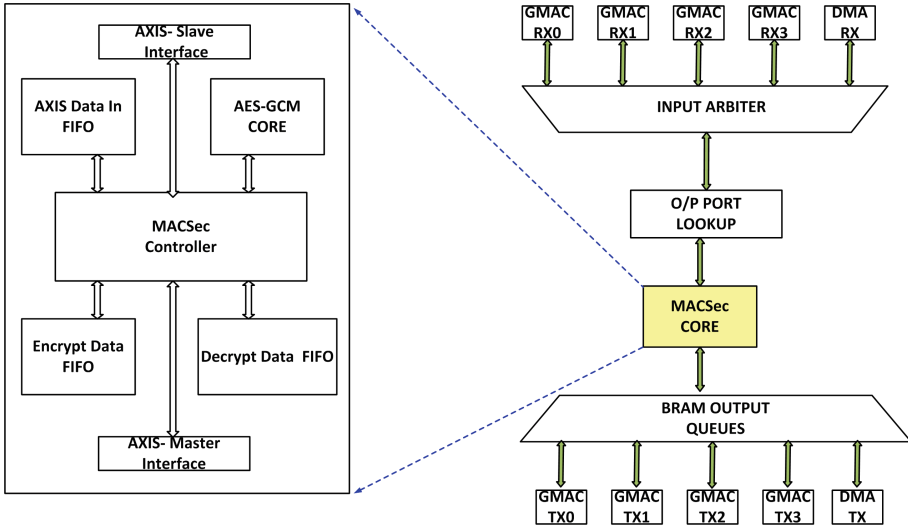 AXIS- Slave
Interface
AXIS Data In
FIFO
AES-GCM
CORE
MACSec
Controller
Encrypt Data
FIFO
Decrypt Data FIFO
AXIS- Master
Interface
GMAC
RX0
GMAC
RX1
GMAC
RX2
GMAC
RX3
DMA
RX
INPUT ARBITER
O/P PORT
LOOKUP
MACSec
CORE
BRAM OUTPUT
QUEUES
GMAC
TX0
GMAC
TX1
GMAC
TX2
GMAC
TX3
DMA
TX